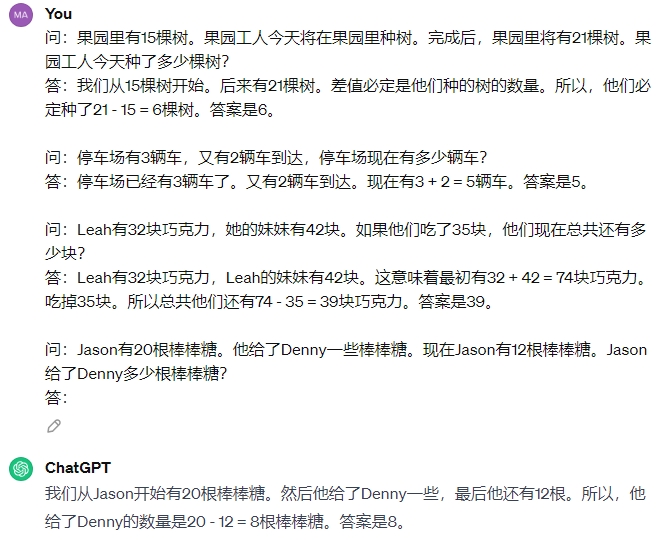 MA
You
问：果园里有15棵树。果园工人今天将在果园里种树。完成后，果园里将有21棵树。果
园工人今天种了多少棵树？
答：我们从15棵树开始。后来有21棵树。差值必定是他们种的树的数量。所以，他们必
定种了21 - 15 = 6棵树。答案是6。
问：停车场有3辆车，又有2辆车到达，停车场现在有多少辆车？
答：停车场已经有3辆车了。又有2辆车到达。现在有3 + 2 = 5辆车。答案是5。
问：Leah有32块巧克力，她的妹妹有42块。如果他们吃了35块，他们现在总共还有多
少块？
答：Leah有32块巧克力，Leah的妹妹有42块。这意味着最初有32 + 42 = 74块巧克力。
吃掉35块。所以总共他们还有74 - 35 = 39块巧克力。答案是39。
问：Jason有20根棒棒糖。他给了Denny一些棒棒糖。现在Jason有12根棒棒糖。Jason
给了Denny多少根棒棒糖？
答：
ChatGPT
我们从Jason开始有20根棒棒糖。然后他给了Denny一些，最后他还有12根。所以，他
给了Denny的数量是20 - 12 = 8根棒棒糖。答案是8。